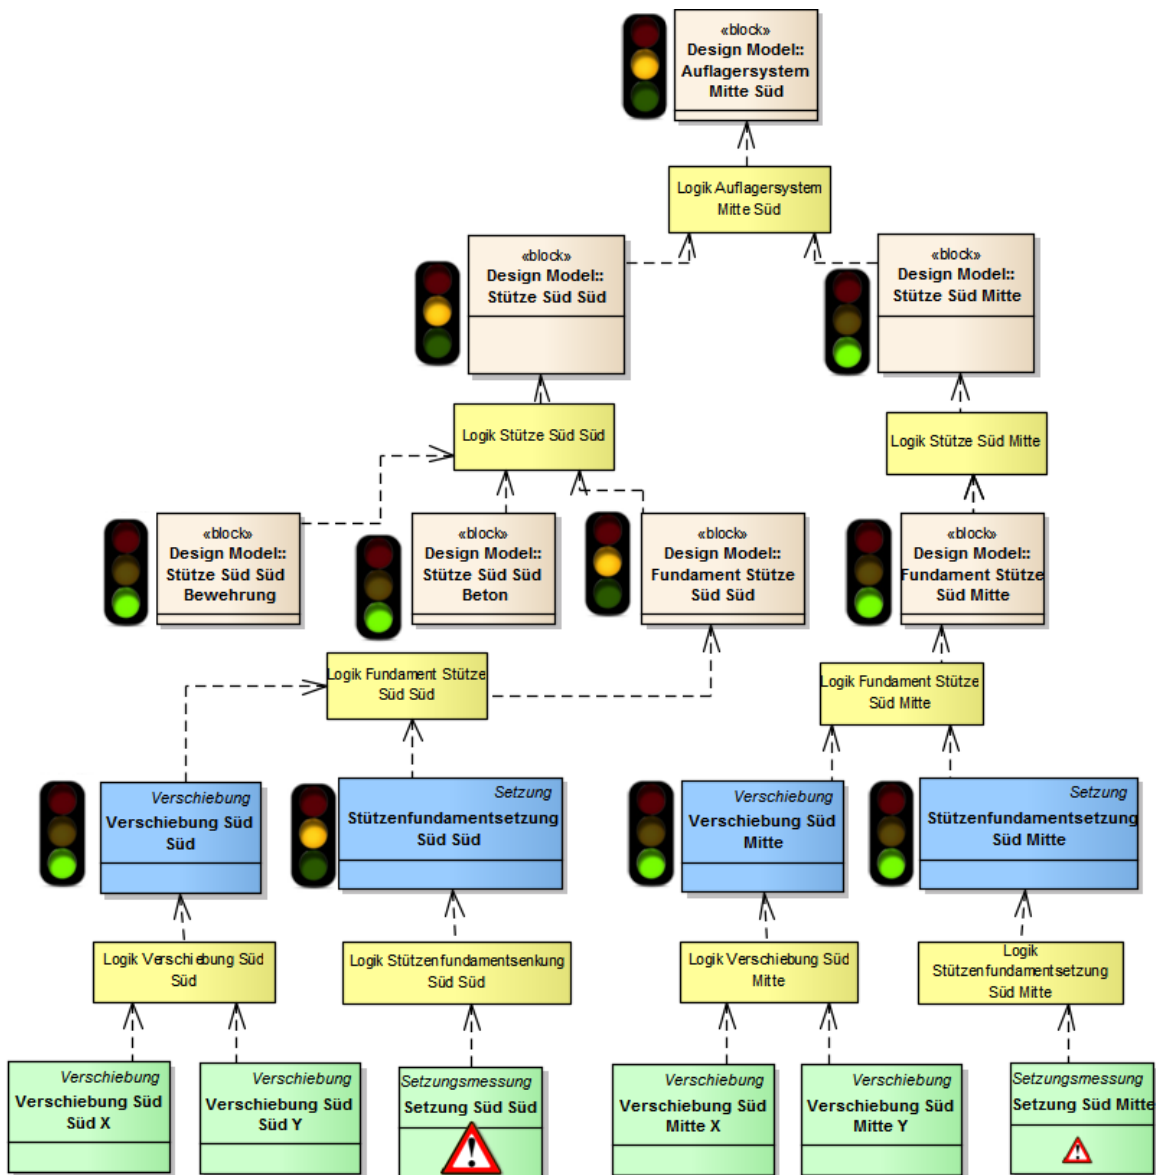 «block»
Design Model::
Auflagersystem
Mitte Süd
Logik Auflagersystem
Mitte Süd
«block»
Design Model::
Stütze Süd Süd
«block»
Design Model::
Stütze Süd Mitte
Logik Stütze Süd Süd
Logik Stütze Süd Mitte
«block»
Design Model::
Stütze Süd Süd
Bewehrung
«block»
Design Model::
Stütze Süd Süd
Beton
«block»
Design Model::
Fundament Stütze
Süd Süd
«block»
Design Model::
Fundament Stütze
Süd Mitte
Logik Fundament Stütze
Süd Süd
Logik Fundament Stütze
Süd Mitte
Verschiebung
Verschiebung Süd
Süd
Setzung
Stützenfundamentsetzung
Süd Süd
Verschiebung
Verschiebung Süd
Mitte
Setzung
Stützenfundamentsetzung
Süd Mitte
Logik Verschiebung Süd
Süd
Logik Stützenfundamentsenkung
Süd Süd
Logik Verschiebung Süd
Mitte
Logik
Stützenfundamentsetzung
Süd Mitte
Verschiebung
Verschiebung Süd
Süd X
Verschiebung
Verschiebung Süd
Süd Y
Setzungsmessung
Setzung Süd Süd
Verschiebung
Verschiebung Süd
Mitte X
Verschiebung
Verschiebung Süd
Mitte Y
Setzungsmessung
Setzung Süd Mitte